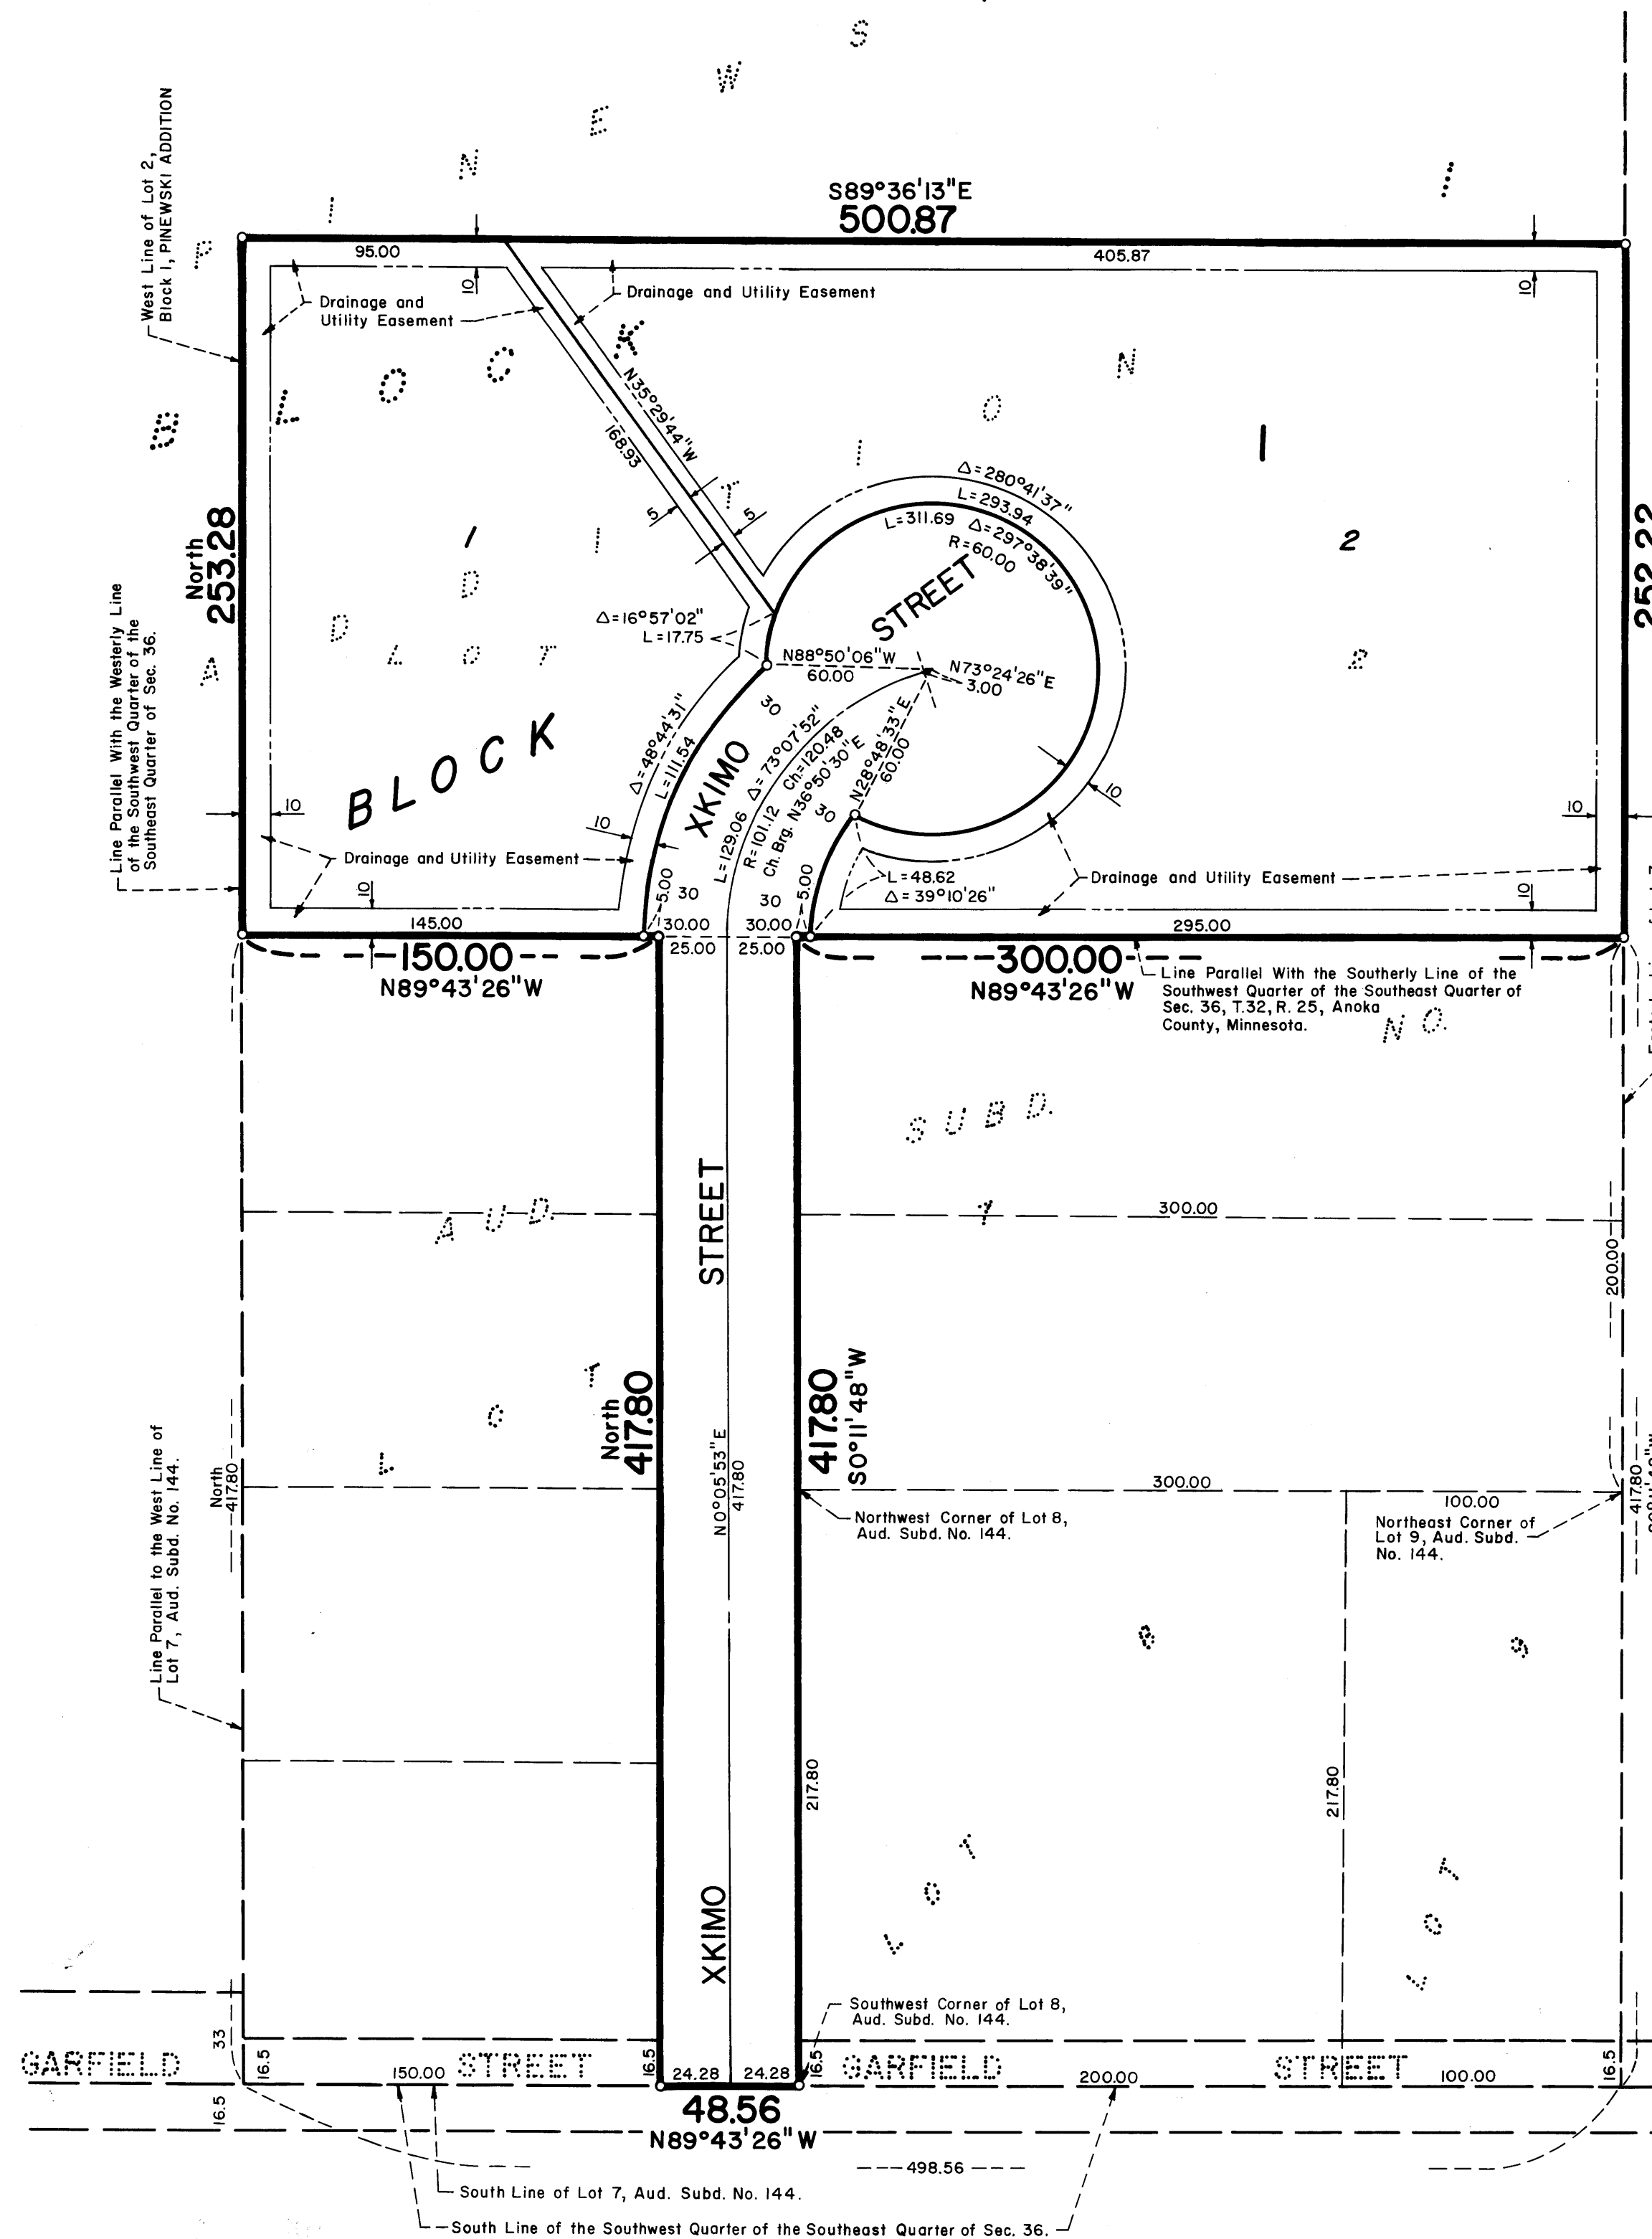 P I N E W S
I
West Line of Lot 2,
Block 1, PINEWSKI ADDITION
S89°36'13"E
500.87
95.00
405.87
10
10
Drainage and
Utility Easement
Drainage and Utility Easement
B L O C K
1
A D D I T I O N
N35°29'44"W
168.93
5
5
North
253.28
252.22
1
2
2
1
L O T
Δ=280°41'37"
L=293.94
L=311.69 Δ=297°38'39"
R=60.00
STREET
Δ=16°57'02"
L=17.75
N88°50'06"W
60.00
N73°24'26"E
3.00
N28°48'33"E
60.00
30
XKIMO
Δ=48°44'31"
L=111.54
L=129.06 Δ=73°07'52"
R=101.12 Ch.=120.48
Ch. Brg. N36°50'30"E
30
BLOCK
Line Parallel With the Westerly Line
of the Southwest Quarter of the
Southeast Quarter of Sec. 36.
10
10
10
10
Drainage and Utility Easement
L=48.62
Δ=39°10'26"
Drainage and Utility Easement
10
10
5.00
30
30
5.00
145.00
30.00
30.00
295.00
150.00
25.00
25.00
300.00
N89°43'26"W
N89°43'26"W
Line Parallel With the Southerly Line of the
Southwest Quarter of the Southeast Quarter of
Sec. 36, T.32, R. 25, Anoka
County, Minnesota.
AUD. SUBD. NO.
STREET
300.00
200.00
LOT 7
North
417.80
N0°05'53"E
417.80
417.80
S0°11'48"W
North
417.80
417.80
300.00
100.00
Northwest Corner of Lot 8,
Aud. Subd. No. 144.
Northeast Corner of
Lot 9, Aud. Subd.
No. 144.
Line Parallel to the West Line of
Lot 7, Aud. Subd. No. 144.
LOT 8
LOT 9
217.80
217.80
XKIMO
Southwest Corner of Lot 8,
Aud. Subd. No. 144.
33
16.5
16.5
16.5
16.5
16.5
GARFIELD STREET GARFIELD STREET
150.00
24.28
24.28
200.00
100.00
48.56
N89°43'26"W
498.56
South Line of Lot 7, Aud. Subd. No. 144.
South Line of the Southwest Quarter of the Southeast Quarter of Sec. 36.